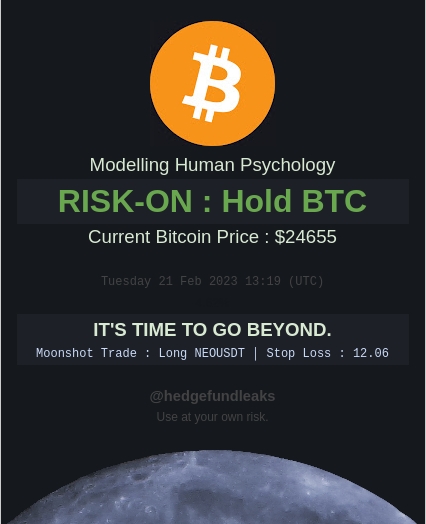 Modelling Human Psychology
RISK-ON : Hold BTC
Current Bitcoin Price : $24655
Tuesday 21 Feb 2023 13:19 (UTC)
IT'S TIME TO GO BEYOND.
Moonshot Trade : Long NEOUSDT | Stop Loss : 12.06
@hedgefundleaks
Use at your own risk.